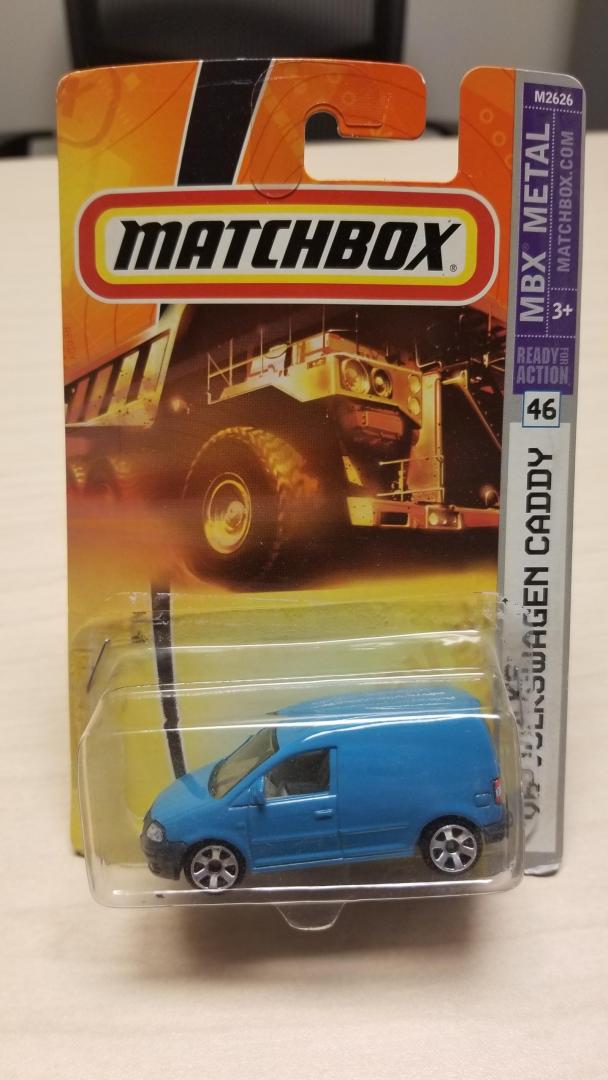 MATCHBOX®
M2626
MBX® METAL
MATCHBOX.COM
3+
READY FOR ACTION
46
VOLKSWAGEN CADDY